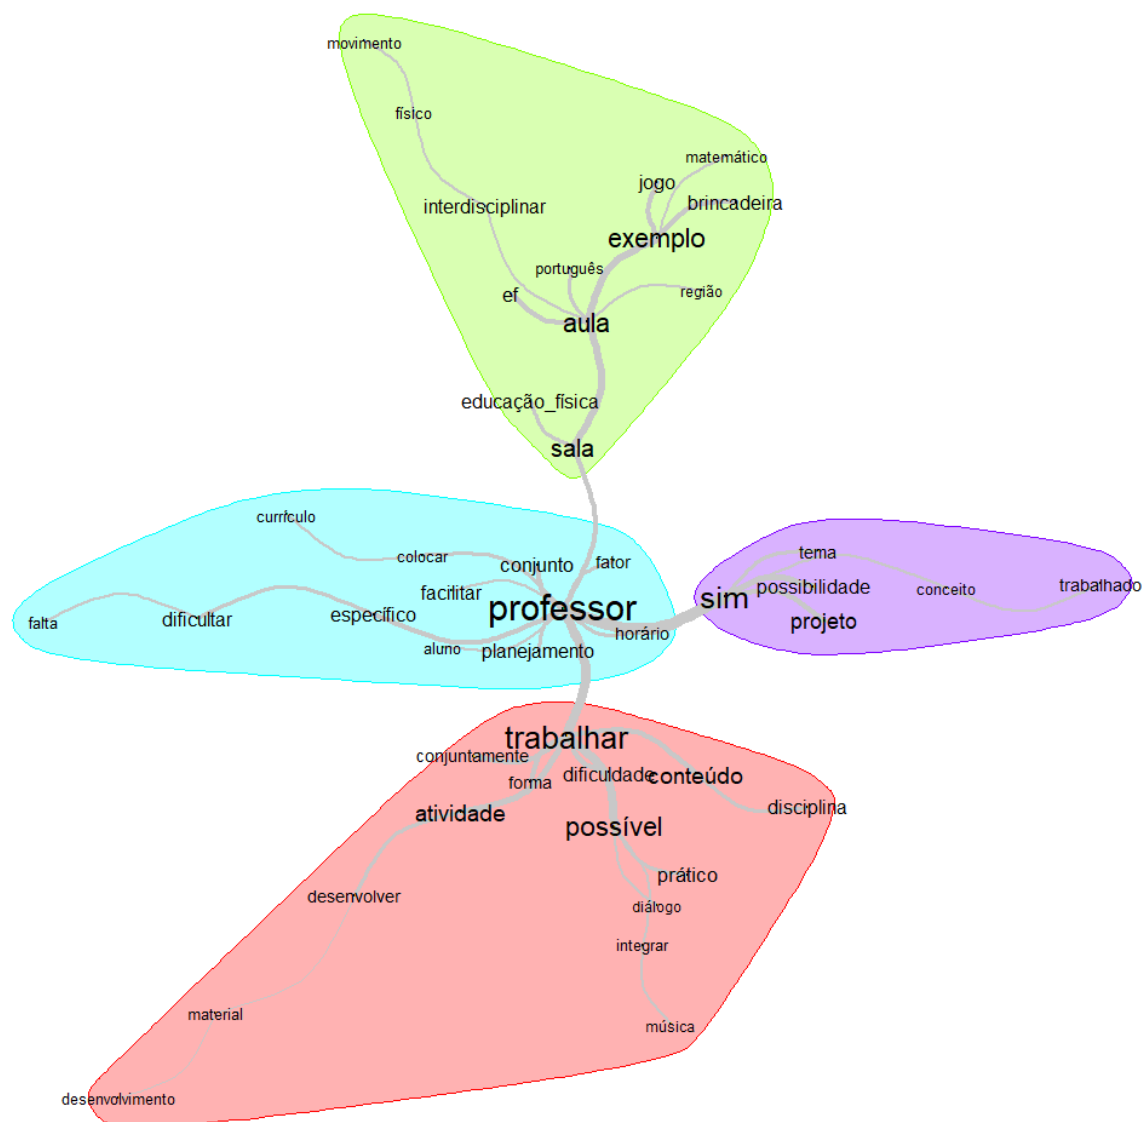 movimento
físico
matemático
jogo
interdisciplinar
brincadeira
exemplo
português
região
ef
aula
educação_física
sala
currículo
colocar
conjunto
fator
facilitar
professor
específico
dificultar
falta
horário
aluno
planejamento
tema
possibilidade
conceito
trabalhado
sim
projeto
trabalhar
conjuntamente
dificuldade
conteúdo
forma
disciplina
atividade
possível
prático
desenvolver
diálogo
integrar
material
música
desenvolvimento